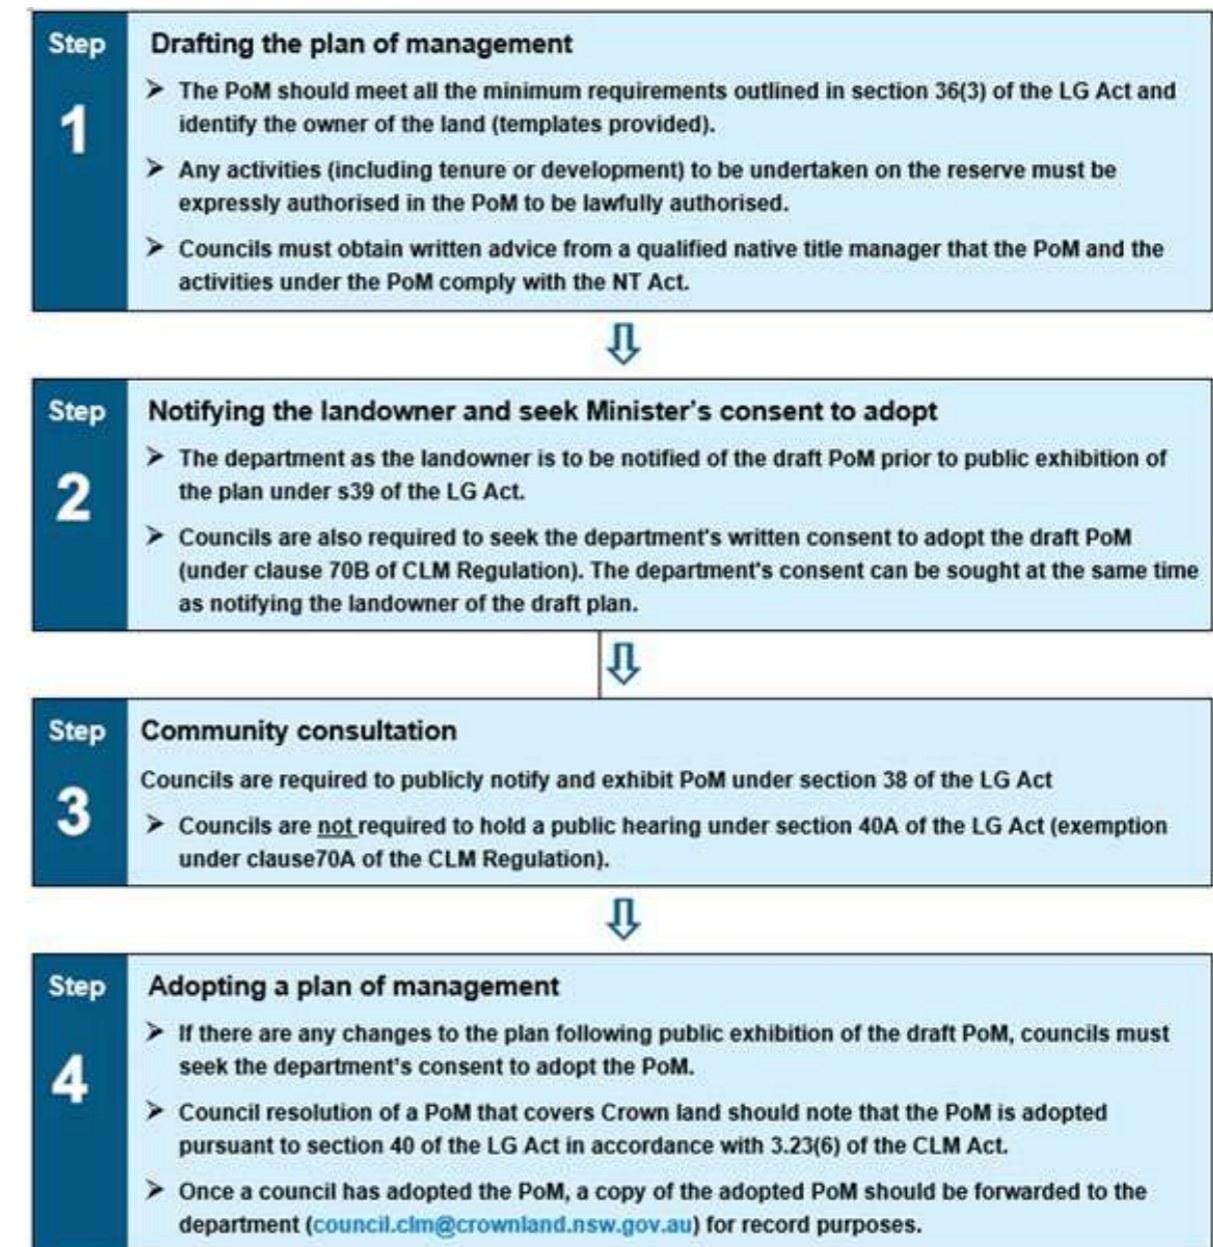 Step
1
Drafting the plan of management
➢ The PoM should meet all the minimum requirements outlined in section 36(3) of the LG Act and
identify the owner of the land (templates provided).
➢ Any activities (including tenure or development) to be undertaken on the reserve must be
expressly authorised in the PoM to be lawfully authorised.
➢ Councils must obtain written advice from a qualified native title manager that the PoM and the
activities under the PoM comply with the NT Act.
Step
2
Notifying the landowner and seek Minister's consent to adopt
➢ The department as the landowner is to be notified of the draft PoM prior to public exhibition of
the plan under s39 of the LG Act.
➢ Councils are also required to seek the department's written consent to adopt the draft PoM
(under clause 70B of CLM Regulation). The department's consent can be sought at the same time
as notifying the landowner of the draft plan.
Step
3
Community consultation
Councils are required to publicly notify and exhibit PoM under section 38 of the LG Act
➢ Councils are not required to hold a public hearing under section 40A of the LG Act (exemption
under clause70A of the CLM Regulation).
Step
4
Adopting a plan of management
➢ If there are any changes to the plan following public exhibition of the draft PoM, councils must
seek the department's consent to adopt the PoM.
➢ Council resolution of a PoM that covers Crown land should note that the PoM is adopted
pursuant to section 40 of the LG Act in accordance with 3.23(6) of the CLM Act.
➢ Once a council has adopted the PoM, a copy of the adopted PoM should be forwarded to the
department (council.clm@crownland.nsw.gov.au) for record purposes.